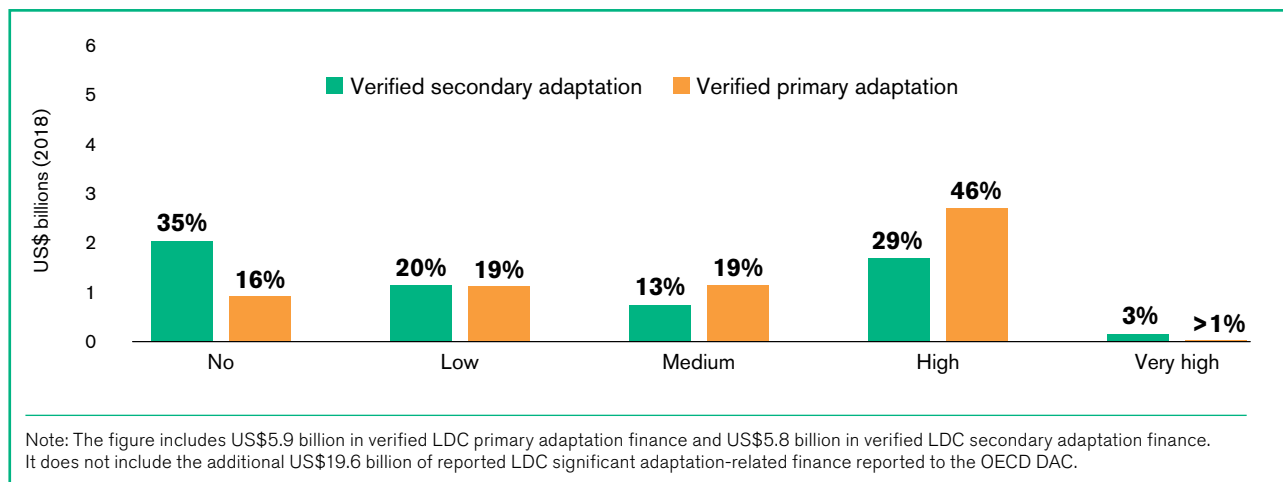 6
5
4
3
2
1
0
US$ billions (2018)
Verified secondary adaptation Verified primary adaptation
35% 16% 20% 19% 13% 19% 29% 46% 3% >1%
No Low Medium High Very high
Note: The figure includes US$5.9 billion in verified LDC primary adaptation finance and US$5.8 billion in verified LDC secondary adaptation finance.
It does not include the additional US$19.6 billion of reported LDC significant adaptation-related finance reported to the OECD DAC.